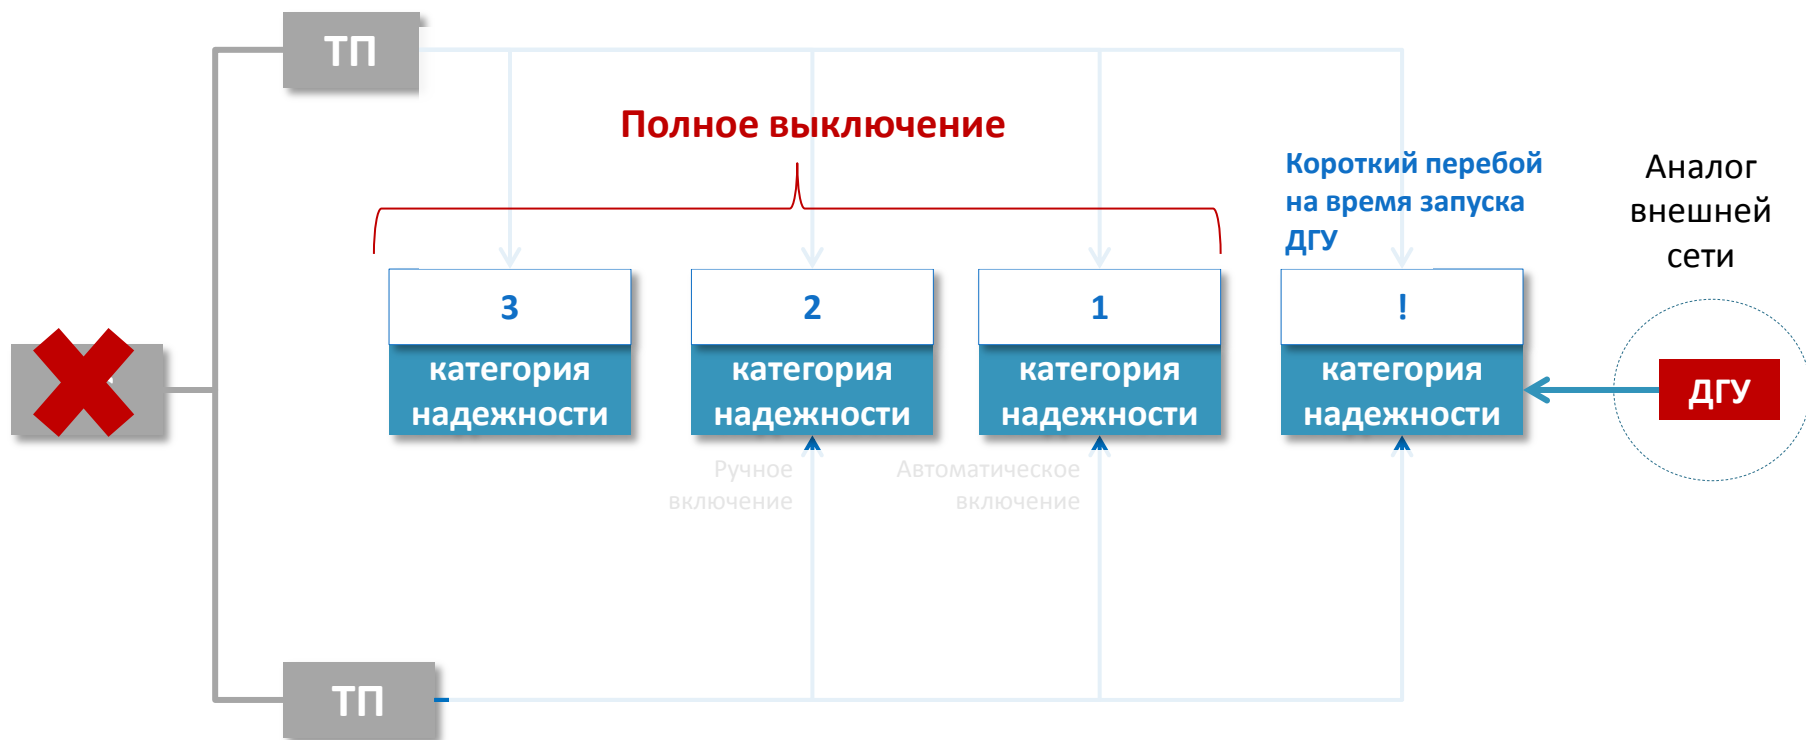 ТП
Полное выключение
Короткий перебой
на время запуска
ДГУ
Аналог
внешней
сети
3
2
1
!
категория
надежности
категория
надежности
категория
надежности
категория
надежности
ДГУ
Ручное
включение
Автоматическое
включение
ТП